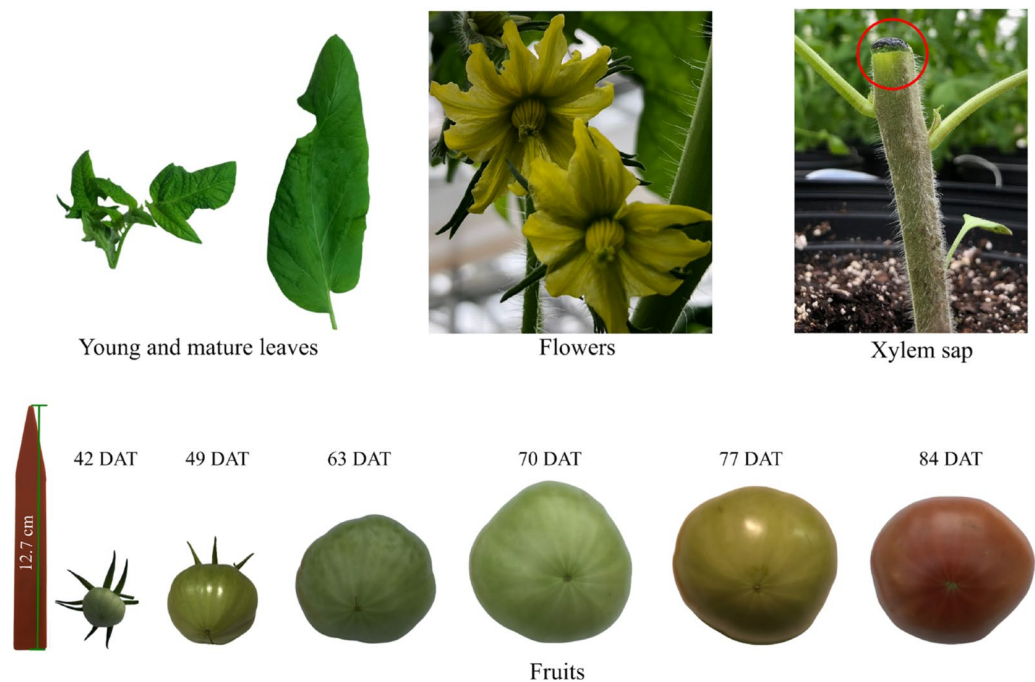 Young and mature leaves
Flowers
Xylem sap
12.7 cm
42 DAT
49 DAT
63 DAT
70 DAT
77 DAT
84 DAT
Fruits